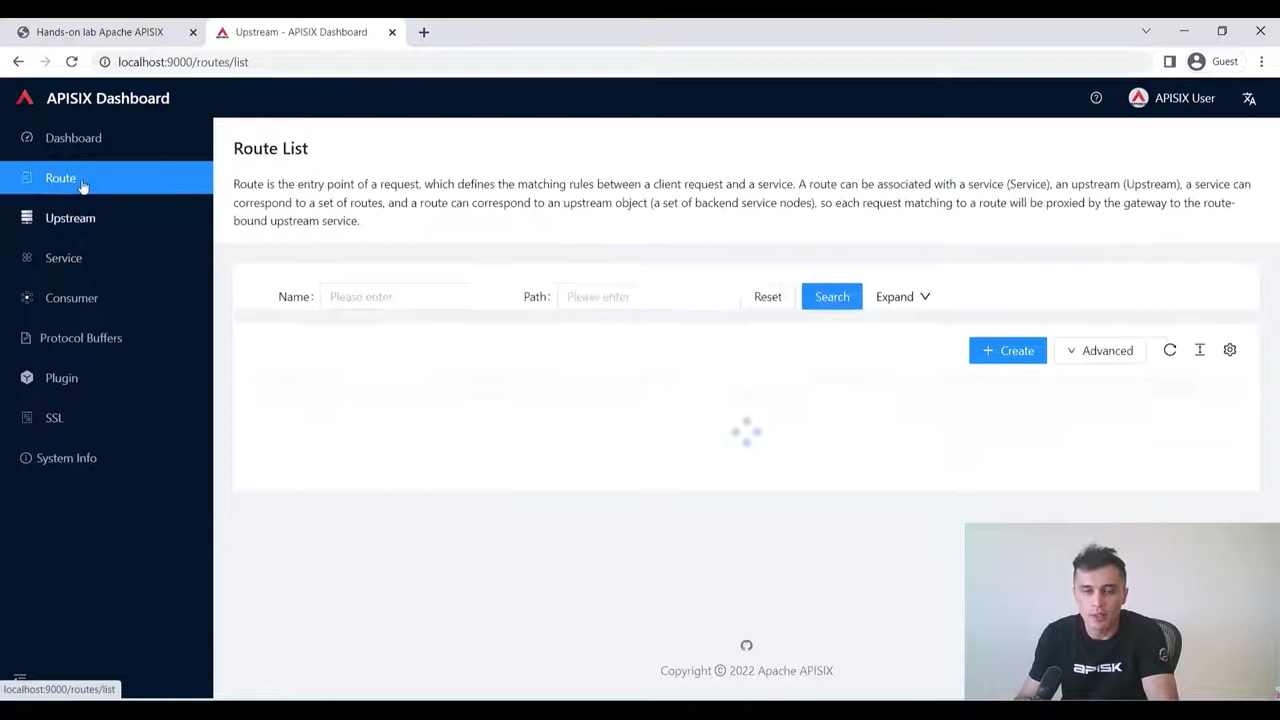 Hands-on lab Apache APISIX
Upstream - APISIX Dashboard
localhost:9000/routes/list
Guest
APISIX Dashboard
APISIX User
Dashboard
Route
Upstream
Service
Consumer
Protocol Buffers
Plugin
SSL
System Info
Route List
Route is the entry point of a request, which defines the matching rules between a client request and a service. A route can be associated with a service (Service), an upstream (Upstream), a service can
correspond to a set of routes, and a route can correspond to an upstream object (a set of backend service nodes), so each request matching to a route will be proxied by the gateway to the route-
bound upstream service.
Name: Please enter Path: Please enter Reset Search Expand
+ Create Advanced
Copyright © 2022 Apache APISIX
localhost:9000/routes/list